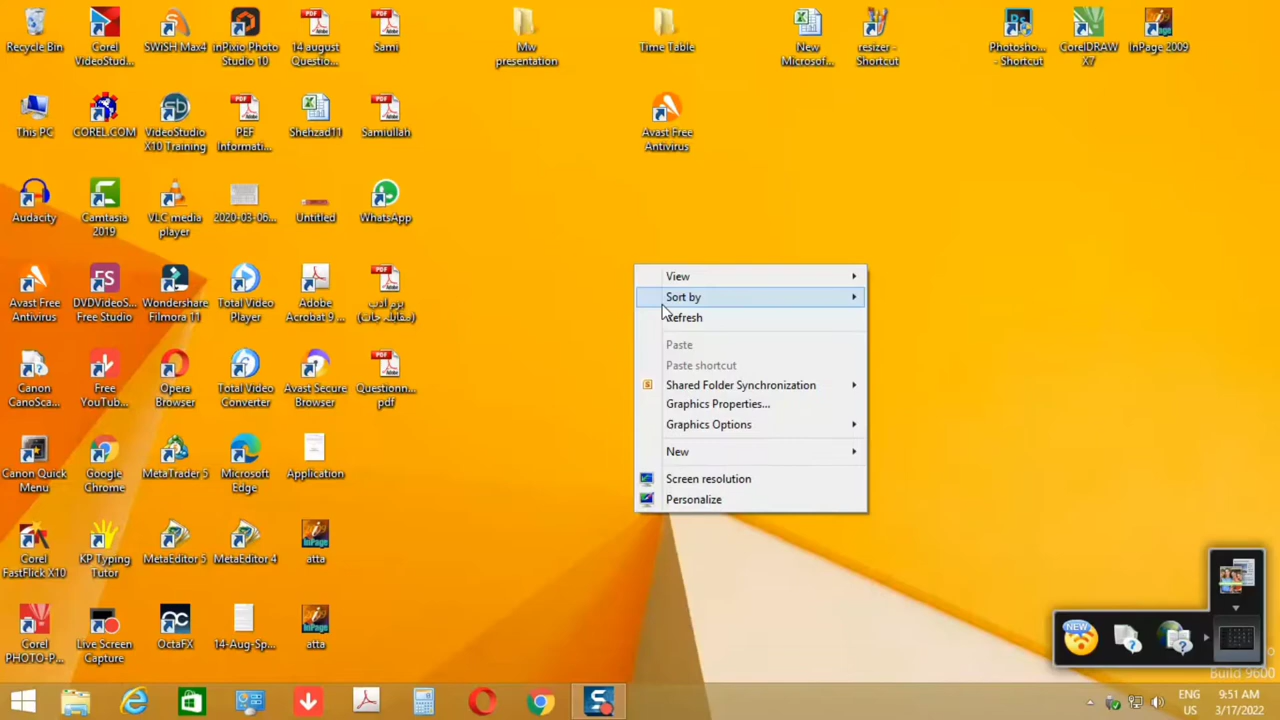 Recycle Bin
Corel
VideoStud...
SWiSH Max4
inPixio Photo
Studio 10
14 august
Questio...
Sami
Mw
presentation
Time Table
New
Microsof...
resizer -
Shortcut
Photosho...
- Shortcut
CorelDRAW
X7
InPage 2009
This PC
COREL.COM
VideoStudio
X10 Training
PEF
Informati...
Shehzad11
Samiullah
Avast Free
Antivirus
Audacity
Camtasia
2019
VLC media
player
2020-03-06...
Untitled
WhatsApp
Avast Free
Antivirus
DVDVideoS...
Free Studio
Wondershare
Filmora 11
Total Video
Player
Adobe
Acrobat 9 ...
Canon
CanoSca...
Free
YouTub...
Opera
Browser
Total Video
Converter
Avast Secure
Browser
Questionn...
pdf
Canon Quick
Menu
Google
Chrome
MetaTrader 5
Microsoft
Edge
Application
Corel
FastFlick X10
KP Typing
Tutor
MetaEditor 5
MetaEditor 4
atta
Corel
PHOTO-P...
Live Screen
Capture
OctaFX
14-Aug-Sp...
atta
View
Sort by
Refresh
Paste
Paste shortcut
Shared Folder Synchronization
Graphics Properties...
Graphics Options
New
Screen resolution
Personalize
NEW
Build 9600
ENG
US
9:51 AM
3/17/2022